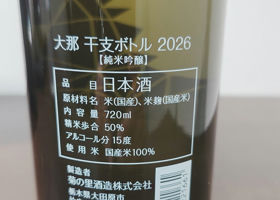 大那 干支ボトル 2026
【純米吟醸】
品目 日本酒
原材料名 米(国産)、米麹(国産米)
内容量 720ml
精米歩合 50%
アルコール分 15度
使用米 国産米100%
製造者
菊の里酒造株式会社
栃木県大田原市